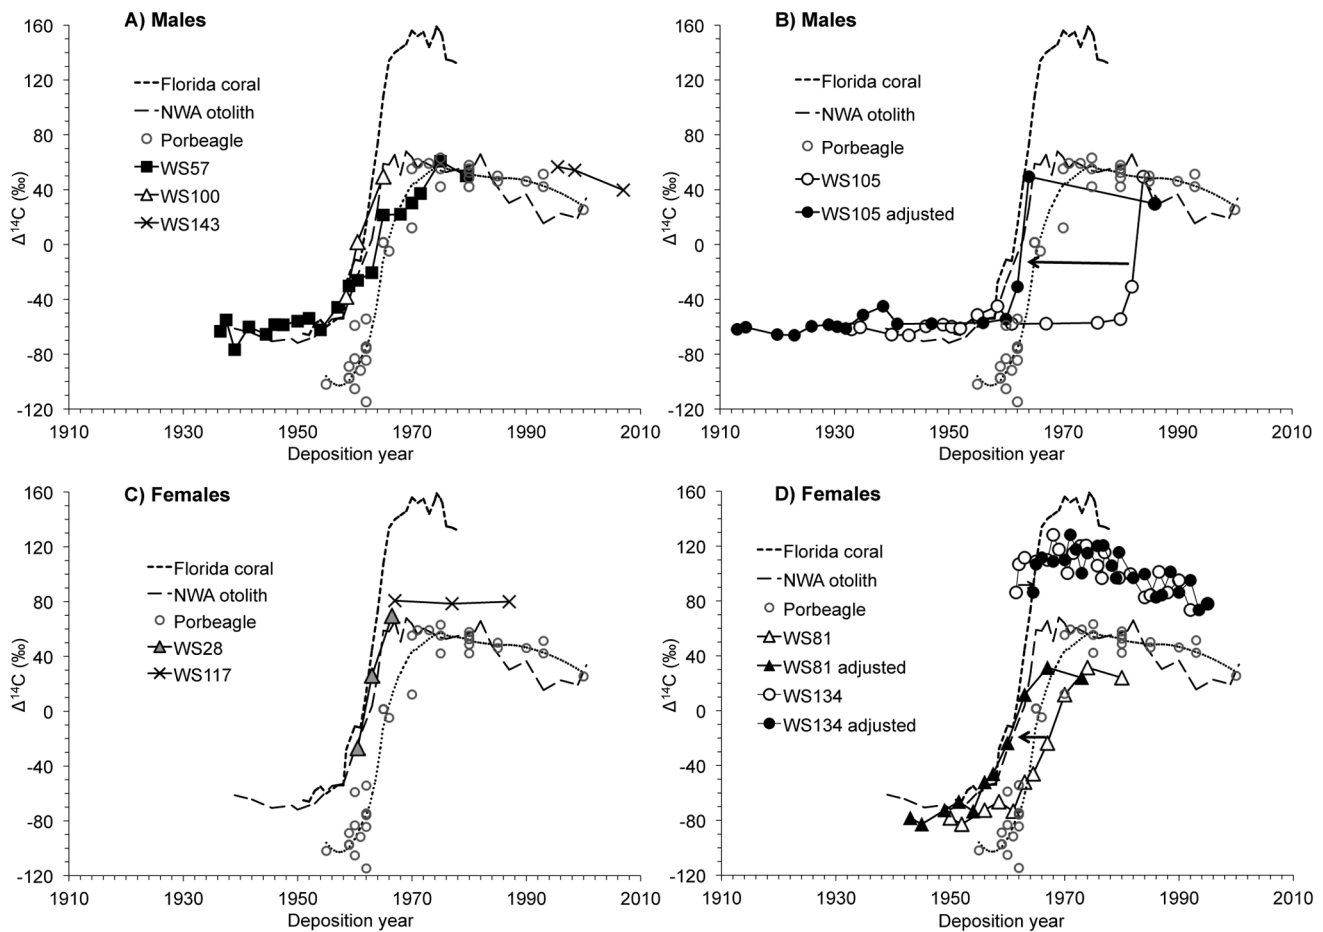 A) Males
Δ¹⁴C (‰)
160
120
80
40
0
-40
-80
-120
Florida coral
NWA otolith
Porbeagle
WS57
WS100
WS143
1910 1930 1950 1970 1990 2010
Deposition year
B) Males
Δ¹⁴C (‰)
160
120
80
40
0
-40
-80
-120
Florida coral
NWA otolith
Porbeagle
WS105
WS105 adjusted
1910 1930 1950 1970 1990 2010
Deposition year
C) Females
Δ¹⁴C (‰)
160
120
80
40
0
-40
-80
-120
Florida coral
NWA otolith
Porbeagle
WS28
WS117
1910 1930 1950 1970 1990 2010
Deposition year
D) Females
Δ¹⁴C (‰)
160
120
80
40
0
-40
-80
-120
Florida coral
NWA otolith
Porbeagle
WS81
WS81 adjusted
WS134
WS134 adjusted
1910 1930 1950 1970 1990 2010
Deposition year